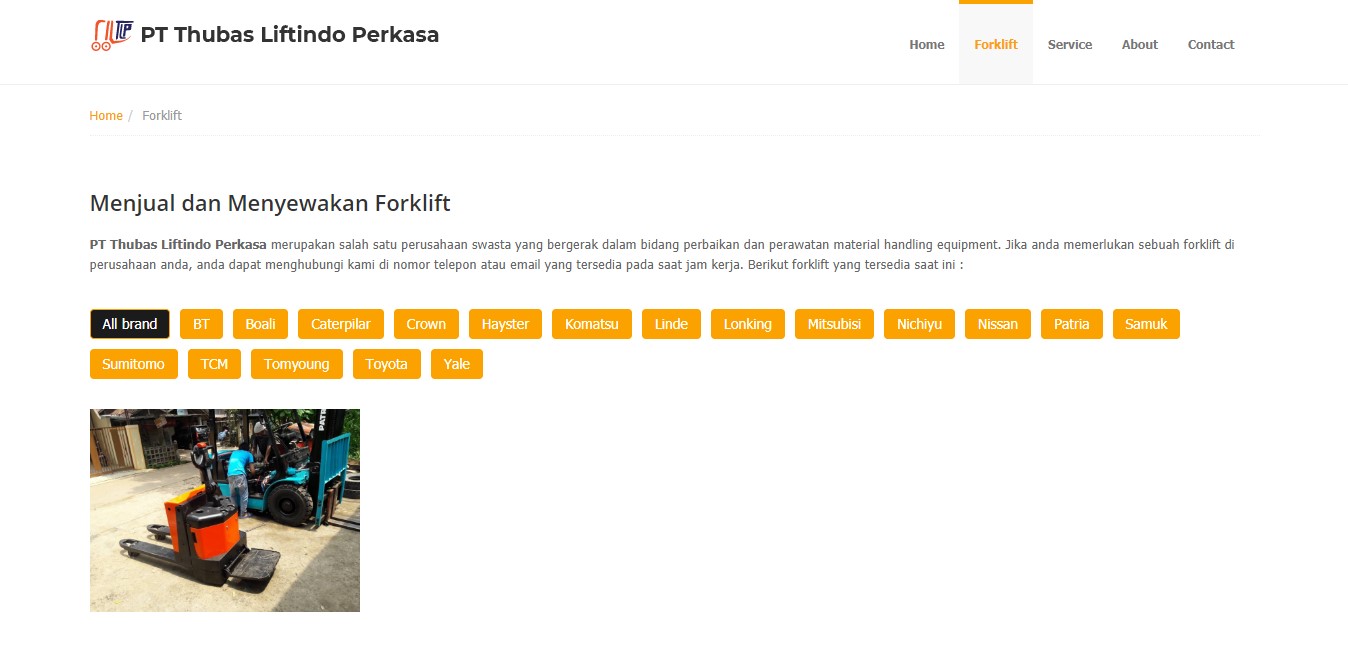 TLP PT Thubas Liftindo Perkasa
Home Forklift Service About Contact
Home / Forklift
Menjual dan Menyewakan Forklift
PT Thubas Liftindo Perkasa merupakan salah satu perusahaan swasta yang bergerak dalam bidang perbaikan dan perawatan material handling equipment. Jika anda memerlukan sebuah forklift di
perusahaan anda, anda dapat menghubungi kami di nomor telepon atau email yang tersedia pada saat jam kerja. Berikut forklift yang tersedia saat ini :
All brand BT Boali Caterpilar Crown Hayster Komatsu Linde Lonking Mitsubisi Nichiyu Nissan Patria Samuk
Sumitomo TCM Tomyoung Toyota Yale